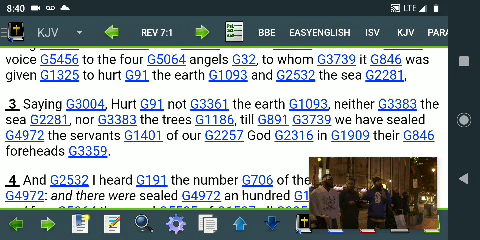 8:40 LTE
KJV REV 7:1 BBE EASYENGLISH ISV KJV PARA
voice G5456 to the four G5064 angels G32, to whom G3739 it G846 was
given G1325 to hurt G91 the earth G1093 and G2532 the sea G2281,
3 Saying G3004, Hurt G91 not G3361 the earth G1093, neither G3383 the
sea G2281, nor G3383 the trees G1186, till G891 G3739 we have sealed
G4972 the servants G1401 of our G2257 God G2316 in G1909 their G846
foreheads G3359.
4 And G2532 I heard G191 the number G706 of the
G4972: and there were sealed G4972 an hundred G1